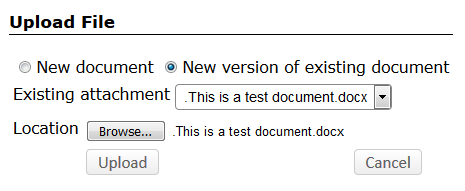 Upload File
New document New version of existing document
Existing attachment .This is a test document.docx
Location Browse... .This is a test document.docx
Upload Cancel